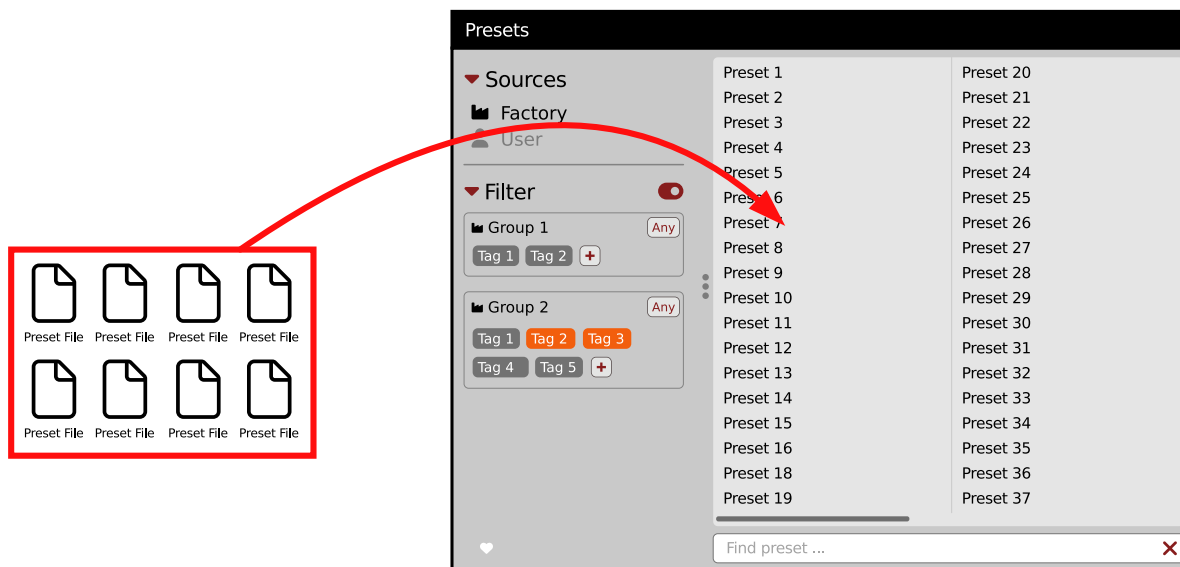 Presets
Sources
Factory
User
Filter
Group 1 Any
Tag 1 Tag 2 +
Group 2 Any
Tag 1 Tag 2 Tag 3
Tag 4 Tag 5 +
Preset File Preset File Preset File Preset File
Preset File Preset File Preset File Preset File
Preset 1
Preset 2
Preset 3
Preset 4
Preset 5
Preset 6
Preset 7
Preset 8
Preset 9
Preset 10
Preset 11
Preset 12
Preset 13
Preset 14
Preset 15
Preset 16
Preset 18
Preset 19
Preset 20
Preset 21
Preset 22
Preset 23
Preset 24
Preset 25
Preset 26
Preset 27
Preset 28
Preset 29
Preset 30
Preset 31
Preset 32
Preset 33
Preset 34
Preset 35
Preset 36
Preset 37
Find preset ...